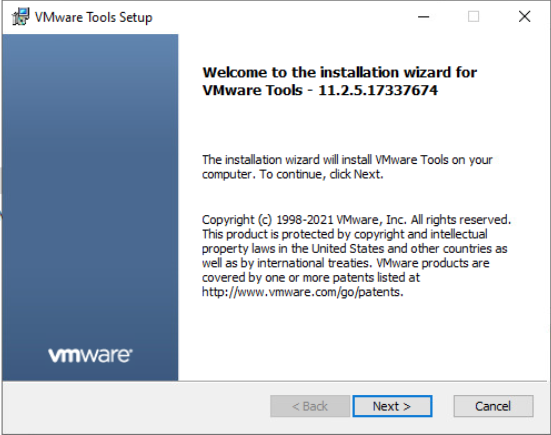 VMware Tools Setup
Welcome to the installation wizard for
VMware Tools - 11.2.5.17337674
The installation wizard will install VMware Tools on your
computer. To continue, click Next.
Copyright (c) 1998-2021 VMware, Inc. All rights reserved.
This product is protected by copyright and intellectual
property laws in the United States and other countries as
well as by international treaties. VMware products are
covered by one or more patents listed at
http://www.vmware.com/go/patents.
vmware
< Back Next > Cancel